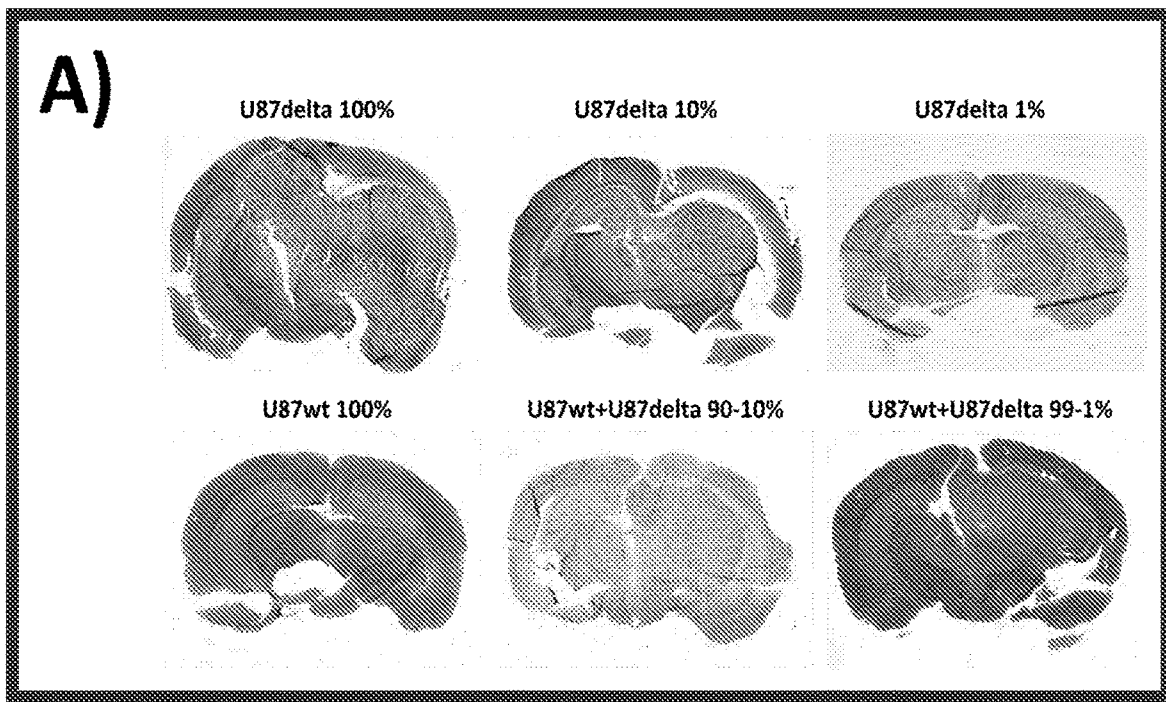 A)
U87delta 100%
U87delta 10%
U87delta 1%
U87wt 100%
U87wt+U87delta 90-10%
U87wt+U87delta 99-1%